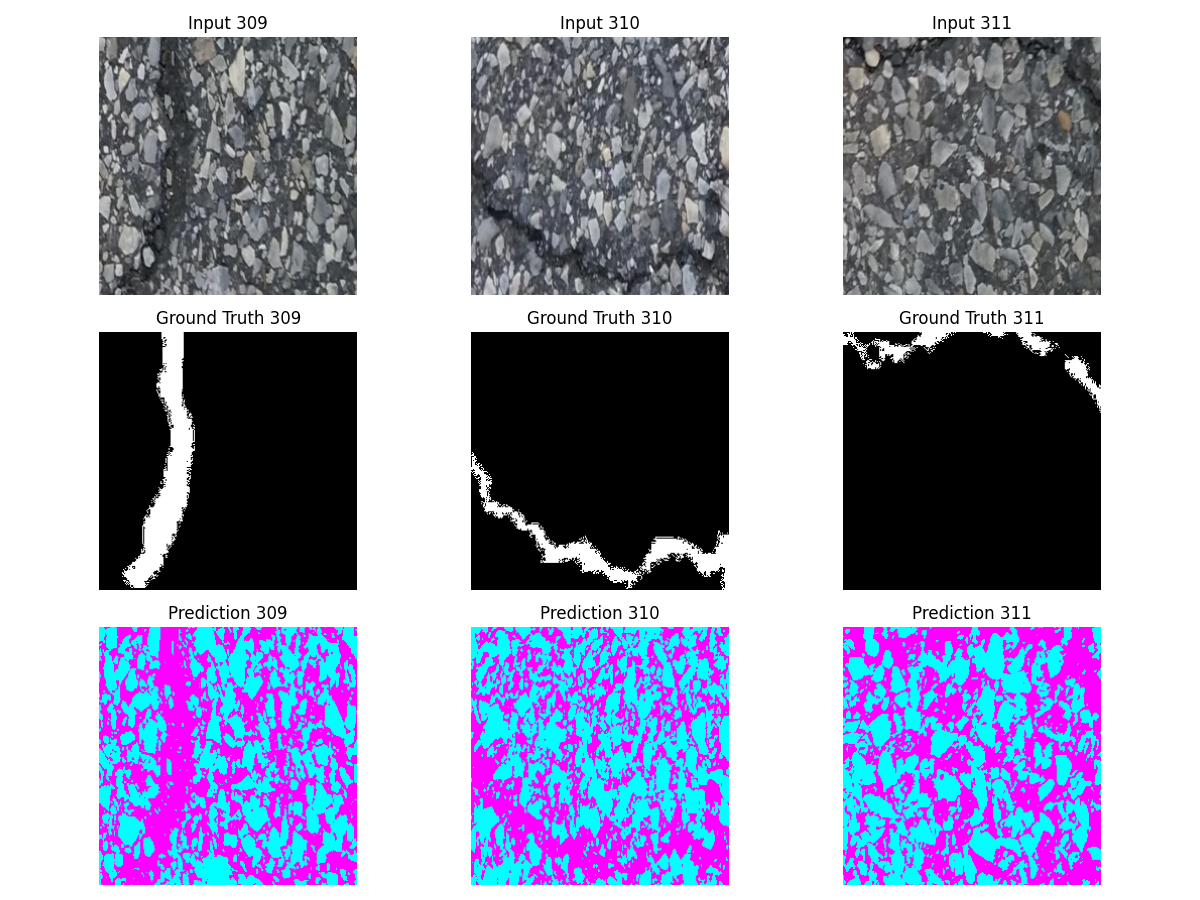 Input 309
Input 310
Input 311
Ground Truth 309
Ground Truth 310
Ground Truth 311
Prediction 309
Prediction 310
Prediction 311